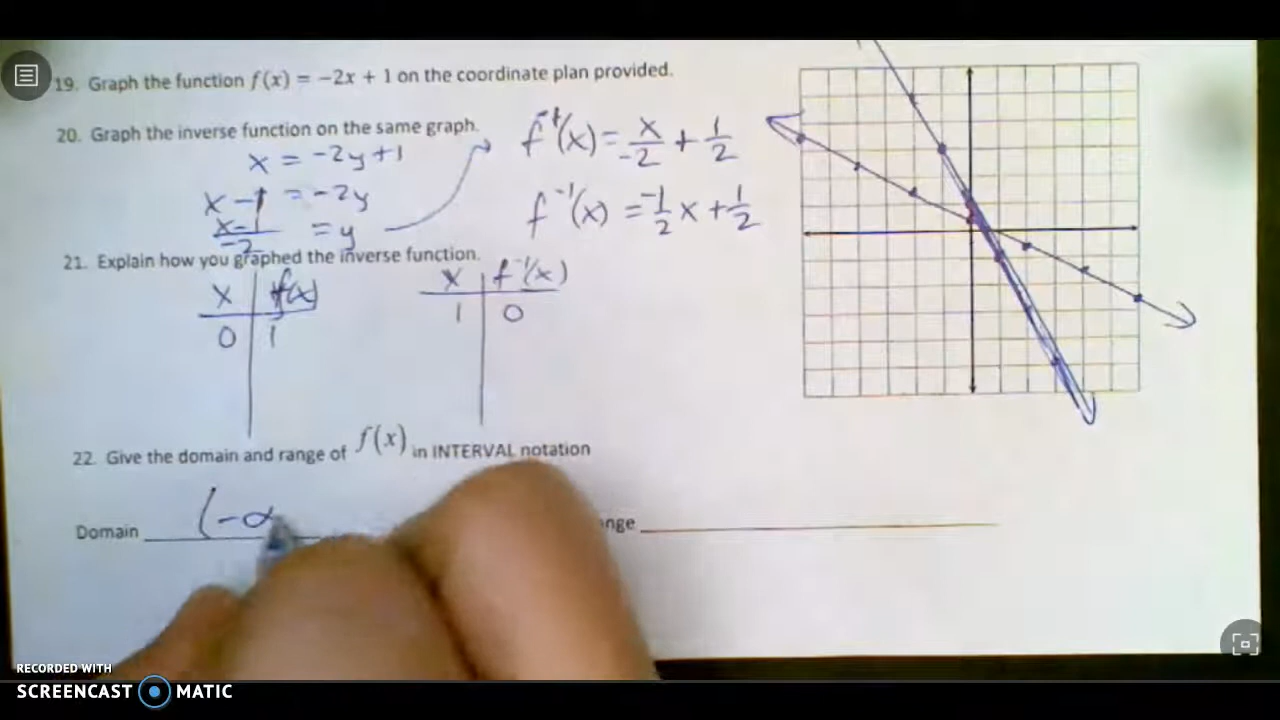 19. Graph the function f(x) = −2x + 1 on the coordinate plan provided.
20. Graph the inverse function on the same graph.
x = -2y+1
x - 1 = -2y
x-1/-2 = y
f⁻¹(x) = x/-2 + 1/2
f⁻¹(x) = -1/2 x + 1/2
21. Explain how you graphed the inverse function.
x f(x)
0 1
x f⁻¹(x)
1 0
22. Give the domain and range of f(x) in INTERVAL notation
Domain (-∞
nge
RECORDED WITH
SCREENCAST MATIC